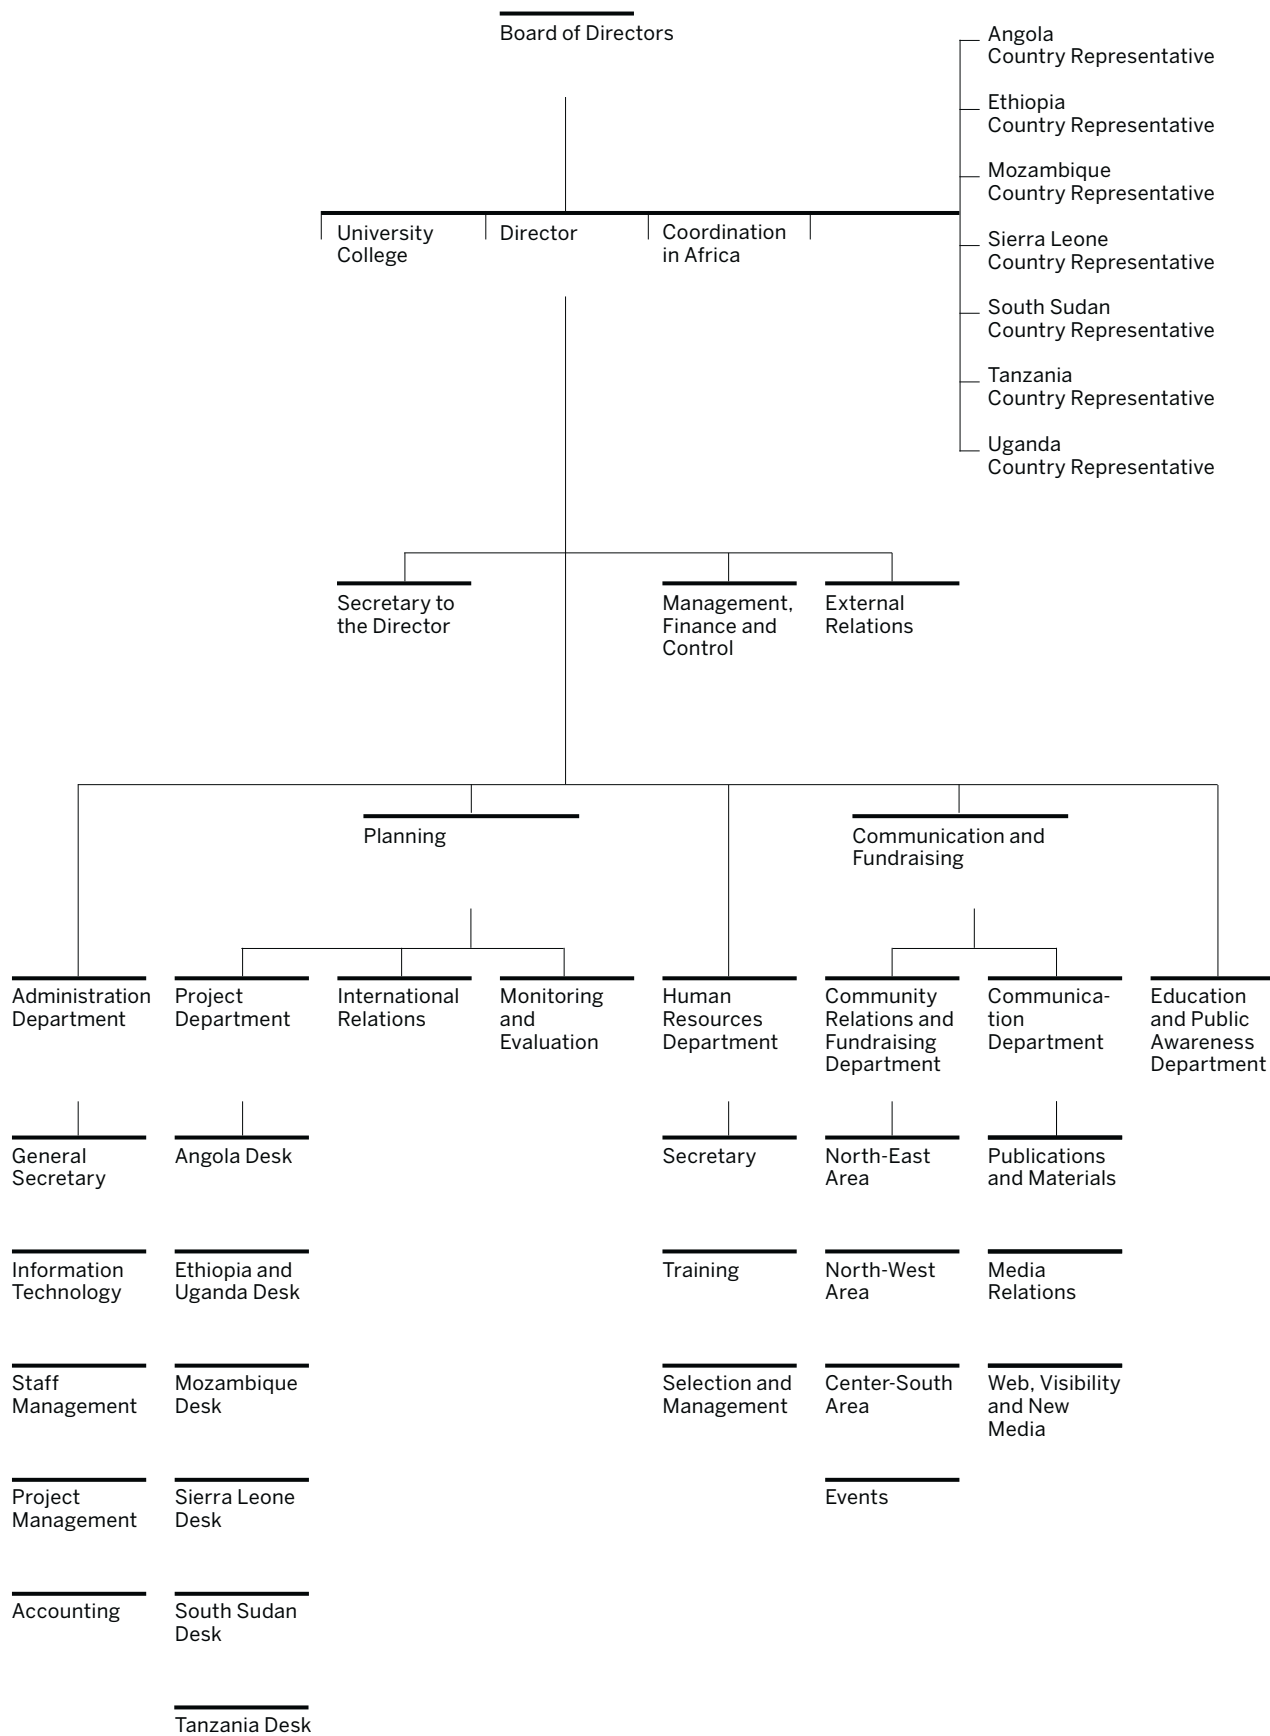 Board of Directors
Angola
Country Representative
Ethiopia
Country Representative
Mozambique
Country Representative
Sierra Leone
Country Representative
South Sudan
Country Representative
Tanzania
Country Representative
Uganda
Country Representative
University
College
Director
Coordination
in Africa
Secretary to
the Director
Management,
Finance and
Control
External
Relations
Planning
Communication and
Fundraising
Administration
Department
Project
Department
International
Relations
Monitoring
and
Evaluation
Human
Resources
Department
Community
Relations and
Fundraising
Department
Communica-
tion
Department
Education
and Public
Awareness
Department
General
Secretary
Information
Technology
Staff
Management
Project
Management
Accounting
Angola Desk
Ethiopia and
Uganda Desk
Mozambique
Desk
Sierra Leone
Desk
South Sudan
Desk
Tanzania Desk
Secretary
Training
Selection and
Management
North-East
Area
North-West
Area
Center-South
Area
Events
Publications
and Materials
Media
Relations
Web, Visibility
and New
Media